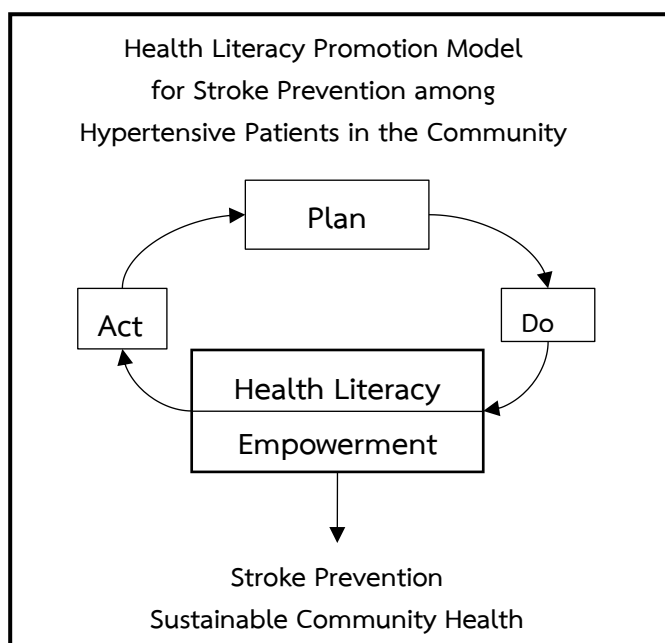 Health Literacy Promotion Model
for Stroke Prevention among
Hypertensive Patients in the Community
Plan
Act
Do
Health Literacy
Empowerment
Stroke Prevention
Sustainable Community Health